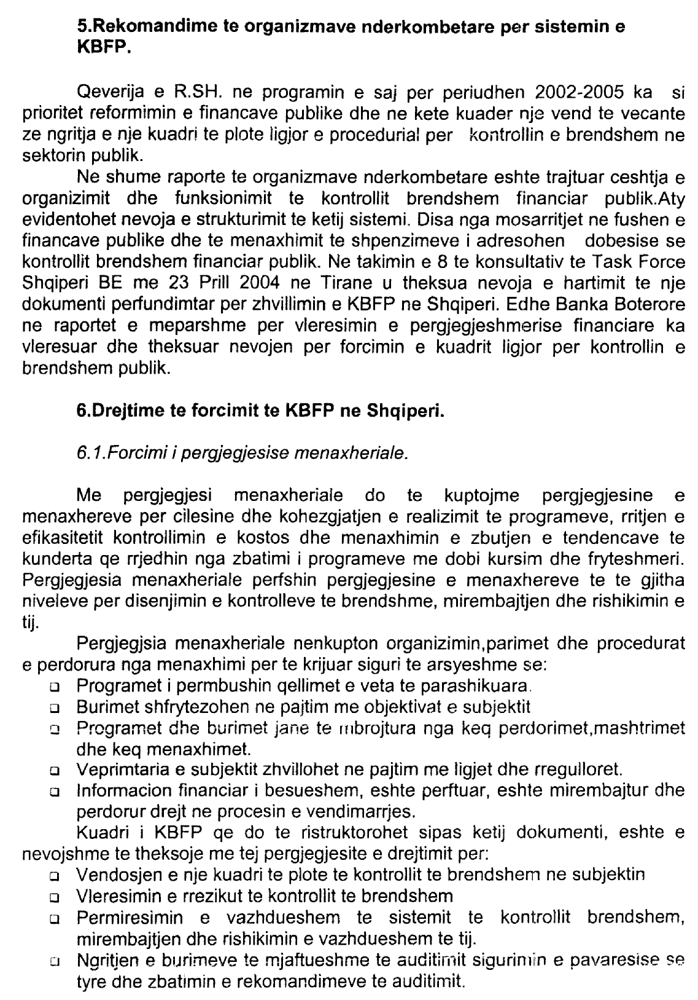 5.Rekomandime te organizmave nderkombetare per sistemin e
KBFP.
Qeverija e R.SH. ne programin e saj per periudhen 2002-2005 ka si
prioritet reformimin e financave publike dhe ne kete kuader nje vend te vecante
ze ngritja e nje kuadri te plote ligjor e procedurial per kontrollin e brendshem ne
sektorin publik.
Ne shume raporte te organizmave nderkombetare eshte trajtuar ceshtja e
organizimit dhe funksionimit te kontrollit brendshem financiar publik.Aty
evidentohet nevoja e strukturimit te ketij sistemi. Disa nga mosarritjet ne fushen e
financave publike dhe te menaxhimit te shpenzimeve i adresohen dobesise se
kontrollit brendshem financiar publik. Ne takimin e 8 te konsultativ te Task Force
Shqiperi BE me 23 Prill 2004 ne Tirane u theksua nevoja e hartimit te nje
dokumenti perfundimtar per zhvillimin e KBFP ne Shqiperi. Edhe Banka Boterore
ne raportet e meparshme per vleresimin e pergjegjeshmerise financiare ka
vleresuar dhe theksuar nevojen per forcimin e kuadrit ligjor per kontrollin e
brendshem publik.
6.Drejtime te forcimit te KBFP ne Shqiperi.
6.1.Forcimi i pergjegjesise menaxheriale.
Me pergjegjesi menaxheriale do te kuptojme pergjegjesine e
menaxhereve per cilesine dhe kohezgjatjen e realizimit te programeve, rritjen e
efikasitetit kontrollimin e kostos dhe menaxhimin e zbutjen e tendencave te
kunderta qe rrjedhin nga zbatimi i programeve me dobi kursim dhe fryteshmeri.
Pergjegjesia menaxheriale perfshin pergjegjesine e menaxhereve te te gjitha
niveleve per disenjimin e kontrolleve te brendshme, mirembajtjen dhe rishikimin e
tij.
Pergjegjsia menaxheriale nenkupton organizimin,parimet dhe procedurat
e perdorura nga menaxhimi per te krijuar siguri te arsyeshme se:
❑ Programet i permbushin qellimet e veta te parashikuara.
❑ Burimet shfrytezohen ne pajtim me objektivat e subjektit
❑ Programet dhe burimet jane te mbrojtura nga keq perdorimet,mashtrimet
dhe keq menaxhimet.
❑ Veprimtaria e subjektit zhvillohet ne pajtim me ligjet dhe rregulloret.
❑ Informacion financiar i besueshem, eshte perftuar, eshte mirembajtur dhe
perdorur drejt ne procesin e vendimarrjes.
Kuadri i KBFP qe do te ristruktorohet sipas ketij dokumenti, eshte e
nevojshme te theksoje me tej pergjegjesite e drejtimit per:
❑ Vendosjen e nje kuadri te plote te kontrollit te brendshem ne subjektin
❑ Vleresimin e rrezikut te kontrollit te brendshem
❑ Permiresimin e vazhdueshem te sistemit te kontrollit brendshem,
mirembajtjen dhe rishikimin e vazhdueshem te tij.
❑ Ngritjen e burimeve te mjaftueshme te auditimit sigurimin e pavaresise se
tyre dhe zbatimin e rekomandimeve te auditimit.